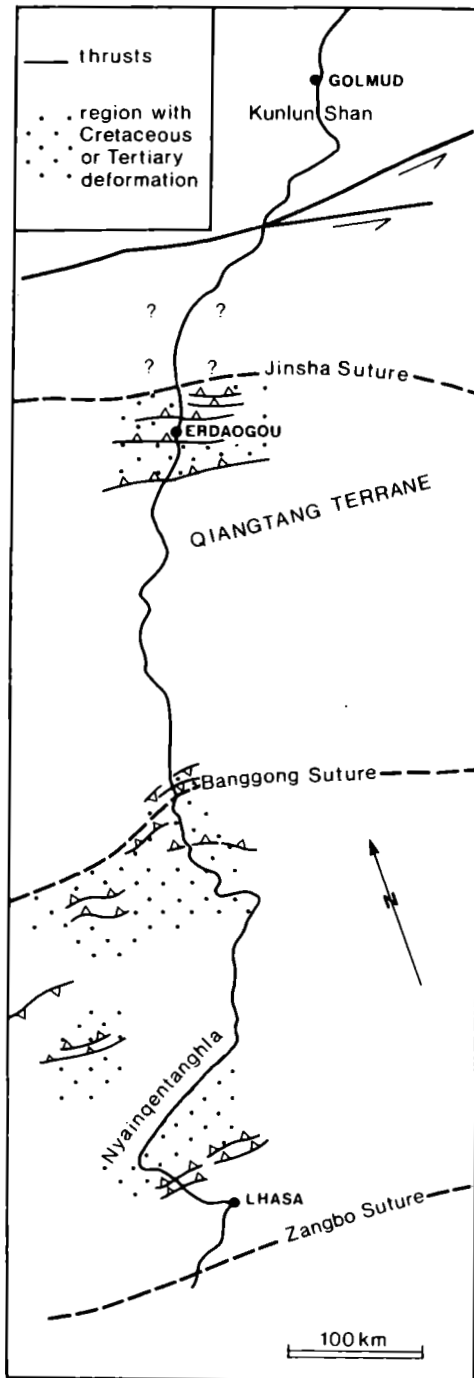 thrusts
region with
Cretaceous
or Tertiary
deformation
GOLMUD
Kunlun Shan
? ?
? ?
Jinsha Suture
ERDAOGOU
QIANGTANG TERRANE
Banggong Suture
N
Nyainqentanghla
LHASA
Zangbo Suture
100 km